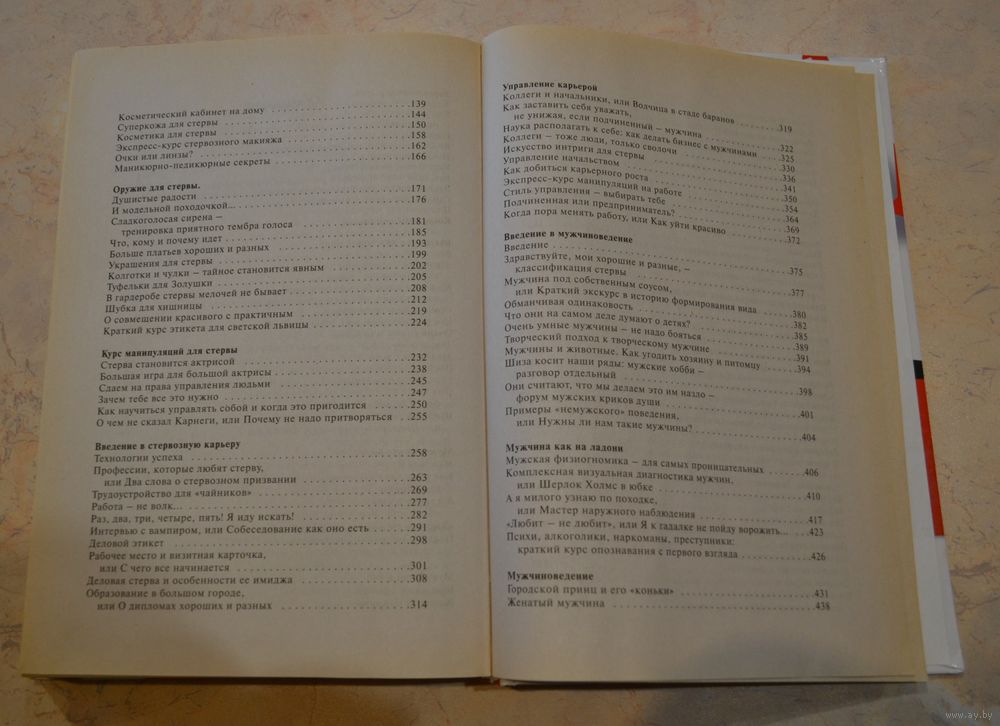 Косметический кабинет на дому . . . . . . . . . . . . . . . . . . . . . .139
Суперкожа для стервы . . . . . . . . . . . . . . . . . . . . . . . . . . . .144
Косметика для стервы . . . . . . . . . . . . . . . . . . . . . . . . . . . .150
Экспресс-курс стервозного макияжа . . . . . . . . . . . . . . . . .158
Очки или линзы? . . . . . . . . . . . . . . . . . . . . . . . . . . . . . . . .162
Маникюрно-педикюрные секреты . . . . . . . . . . . . . . . . . . .166
Оружие для стервы.
Душистые радости . . . . . . . . . . . . . . . . . . . . . . . . . . . . . . .171
И модельной походочкой... . . . . . . . . . . . . . . . . . . . . . . . . .176
Сладкоголосая сирена –
тренировка приятного тембра голоса . . . . . . . . . . . . . . .181
Что, кому и почему идет . . . . . . . . . . . . . . . . . . . . . . . . . . .185
Больше платьев хороших и разных . . . . . . . . . . . . . . . . . . .193
Украшения для стервы . . . . . . . . . . . . . . . . . . . . . . . . . . . .199
Колготки и чулки – тайное становится явным . . . . . . . . . .202
Туфельки для Золушки . . . . . . . . . . . . . . . . . . . . . . . . . . . .205
В гардеробе стервы мелочей не бывает . . . . . . . . . . . . . . . .208
Шубка для хищницы . . . . . . . . . . . . . . . . . . . . . . . . . . . . . .212
О совмещении красивого с практичным . . . . . . . . . . . . . . .219
Краткий курс этикета для светской львицы . . . . . . . . . . . . .224
Курс манипуляций для стервы
Стерва становится актрисой . . . . . . . . . . . . . . . . . . . . . . . .232
Большая игра для большой актрисы . . . . . . . . . . . . . . . . . .238
Сдаем на права управления людьми . . . . . . . . . . . . . . . . . .245
Зачем тебе все это нужно . . . . . . . . . . . . . . . . . . . . . . . . . .247
Как научиться управлять собой и когда это пригодится . . . . . .250
О чем не сказал Карнеги, или Почему не надо притворяться . . . .255
Введение в стервозную карьеру
Технологии успеха . . . . . . . . . . . . . . . . . . . . . . . . . . . . . . .258
Профессии, которые любят стерву,
или Два слова о стервозном призвании . . . . . . . . . . . . . .263
Трудоустройство для «чайников» . . . . . . . . . . . . . . . . . . . .269
Работа – не волк... . . . . . . . . . . . . . . . . . . . . . . . . . . . . . . .277
Раз, два, три, четыре, пять! Я иду искать! . . . . . . . . . . . . . .282
Интервью с вампиром, или Собеседование как оно есть . . . . . .291
Деловой этикет . . . . . . . . . . . . . . . . . . . . . . . . . . . . . . . . .298
Рабочее место и визитная карточка,
или С чего все начинается . . . . . . . . . . . . . . . . . . . . . . .301
Деловая стерва и особенности ее имиджа . . . . . . . . . . . . . .308
Образование в большом городе,
или О дипломах хороших и разных . . . . . . . . . . . . . . . . .314
Управление карьерой
Коллеги и начальники, или Волчица в стаде баранов . . . . . . .319
Как заставить себя уважать,
не унижая, если подчиненный – мужчина . . . . . . . . . . . .322
Наука располагать к себе: как делать бизнес с мужчинами . . . .325
Коллеги – тоже люди, только сволочи . . . . . . . . . . . . . . . .330
Искусство интриги для стервы . . . . . . . . . . . . . . . . . . . . . .336
Управление начальством . . . . . . . . . . . . . . . . . . . . . . . . . .341
Как добиться карьерного роста . . . . . . . . . . . . . . . . . . . . .350
Экспресс-курс манипуляций на работе . . . . . . . . . . . . . . . .354
Стиль управления – выбирать тебе . . . . . . . . . . . . . . . . . . .364
Подчиненная или предприниматель? . . . . . . . . . . . . . . . . .369
Когда пора менять работу, или Как уйти красиво . . . . . . . . .372
Введение в мужчиноведение
Введение . . . . . . . . . . . . . . . . . . . . . . . . . . . . . . . . . . . . . .375
Здравствуйте, мои хорошие и разные, –
классификация стервы . . . . . . . . . . . . . . . . . . . . . . . . .377
Мужчина под собственным соусом,
или Краткий экскурс в историю формирования вида . . . . . .380
Обманчивая одинаковость . . . . . . . . . . . . . . . . . . . . . . . . .382
Что они на самом деле думают о детях? . . . . . . . . . . . . . . .385
Очень умные мужчины – не надо бояться . . . . . . . . . . . . . .389
Творческий подход к творческому мужчине . . . . . . . . . . . .391
Мужчины и животные. Как угодить хозяину и питомцу . . . . .394
Шиза косит наши ряды: мужские хобби –
разговор отдельный . . . . . . . . . . . . . . . . . . . . . . . . . . .398
Они считают, что мы делаем это им назло –
форум мужских криков души . . . . . . . . . . . . . . . . . . . .401
Примеры «немужского» поведения,
или Нужны ли нам такие мужчины? . . . . . . . . . . . . . . . .404
Мужчина как на ладони
Мужская физиогномика – для самых проницательных . . . . . .406
Комплексная визуальная диагностика мужчин,
или Шерлок Холмс в юбке . . . . . . . . . . . . . . . . . . . . . .410
А я милого узнаю по походке,
или Мастер наружного наблюдения . . . . . . . . . . . . . . . .417
«Любит – не любит», или Я к гадалке не пойду ворожить... . . . .423
Психи, алкоголики, наркоманы, преступники:
краткий курс опознавания с первого взгляда . . . . . . . . . .426
Мужчиноведение
Городской принц и его «коньки» . . . . . . . . . . . . . . . . . . . .431
Женатый мужчина . . . . . . . . . . . . . . . . . . . . . . . . . . . . . .438
www.ay.by